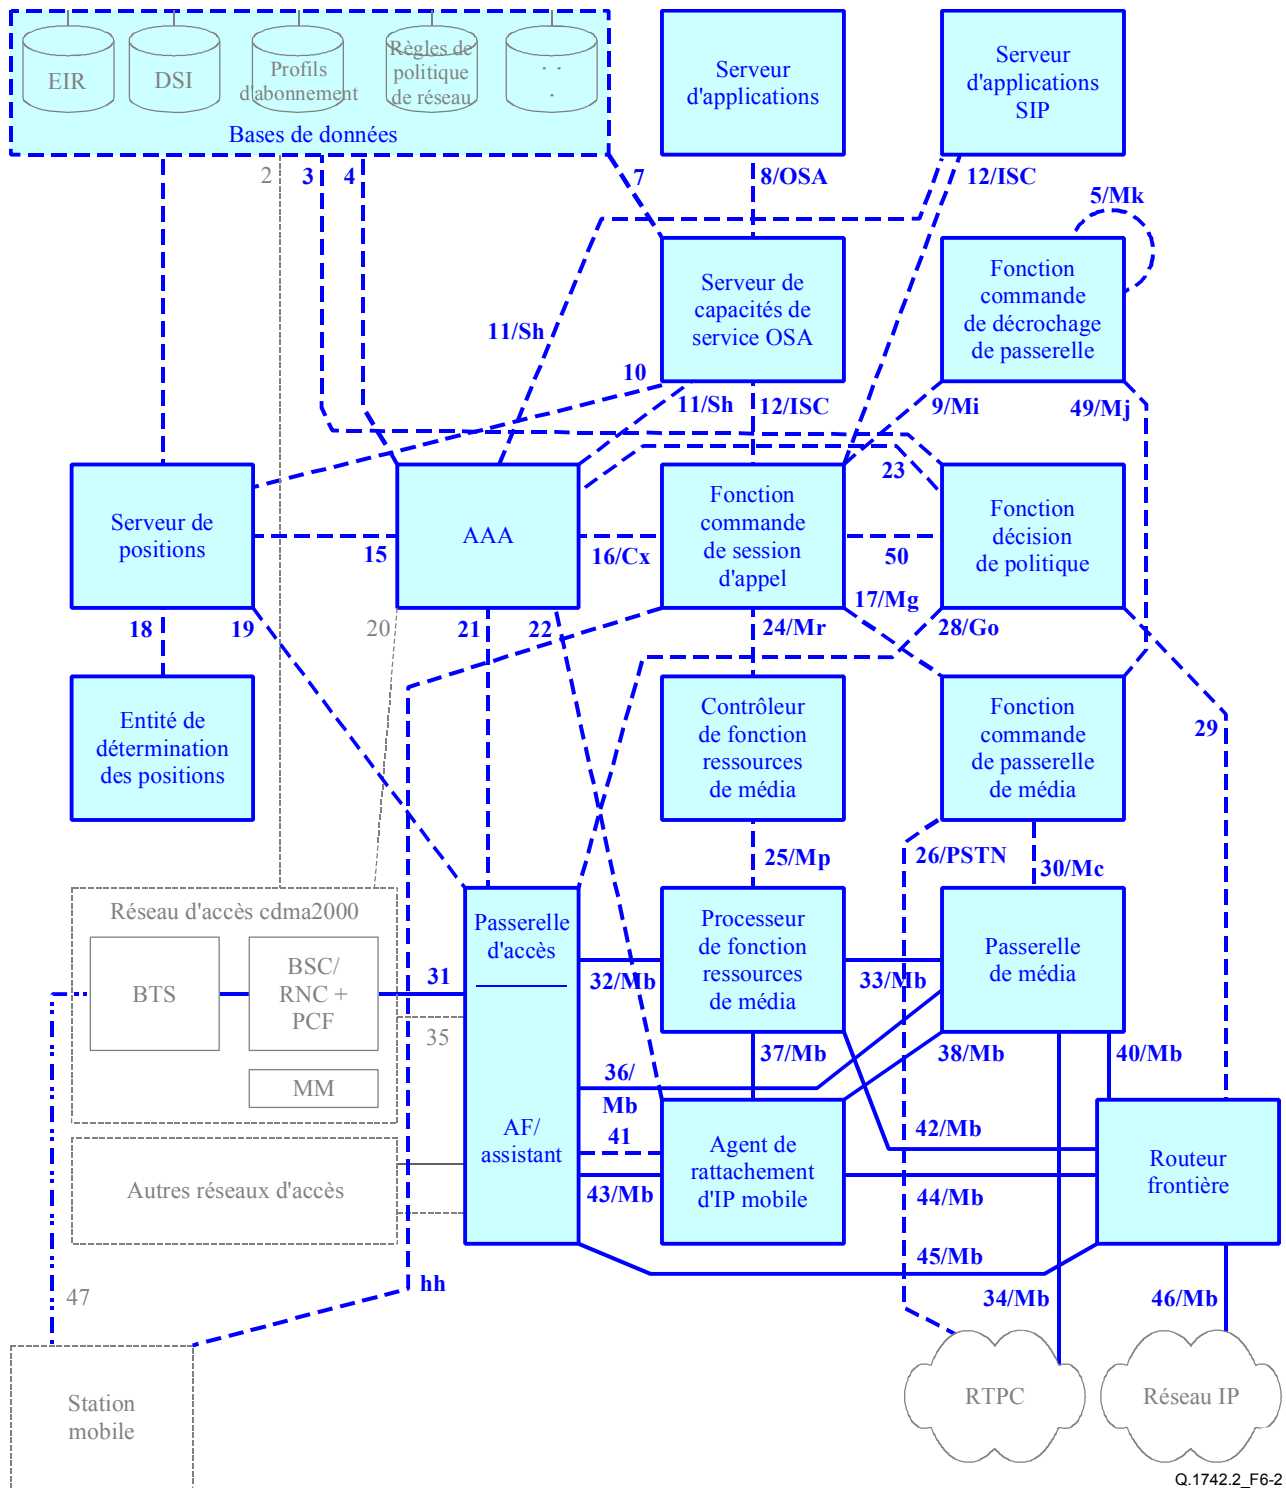 EIR
DSI
Profils
d'abonnement
Règles de
politique
de réseau
. .
.
Bases de données
Serveur
d'applications
Serveur
d'applications
SIP
2
3
4
7
8/OSA
12/ISC
5/Mk
Serveur de
capacités de
service OSA
Fonction
commande
de décrochage
de passerelle
11/Sh
10
11/Sh
12/ISC
9/Mi
49/Mj
23
Serveur de
positions
15
AAA
16/Cx
Fonction
commande
de session
d'appel
50
Fonction
décision
de politique
17/Mg
18
19
20
21
22
24/Mr
28/Go
29
Entité de
détermination
des positions
Contrôleur
de fonction
ressources
de média
Fonction
commande
de passerelle
de média
25/Mp
26/PSTN
30/Mc
Réseau d'accès cdma2000
BTS
BSC/
RNC +
PCF
MM
31
35
Passerelle
d'accès
AF/
assistant
32/Mb
Processeur
de fonction
ressources
de média
33/Mb
Passerelle
de média
36/
Mb
37/Mb
38/Mb
40/Mb
41
42/Mb
Autres réseaux d'accès
43/Mb
Agent de
rattachement
d'IP mobile
44/Mb
Routeur
frontière
45/Mb
47
hh
34/Mb
46/Mb
Station
mobile
RTPC
Réseau IP
Q.1742.2_F6-2